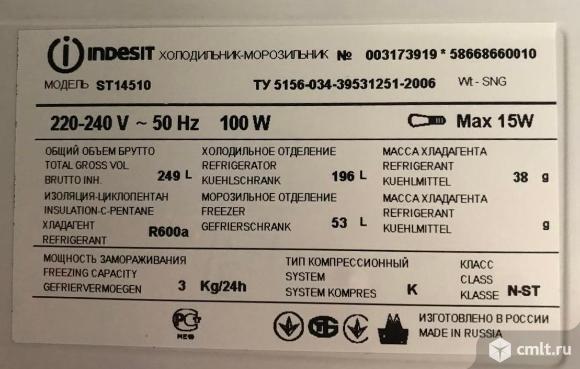 indesit ХОЛОДИЛЬНИК-МОРОЗИЛЬНИК № 003173919 * 58668660010
МОДЕЛЬ ST14510 ТУ 5156-034-39531251-2006 Wt - SNG
220-240 V ~ 50 Hz 100 W Max 15W
ОБЩИЙ ОБЪЕМ БРУТТО ХОЛОДИЛЬНОЕ ОТДЕЛЕНИЕ МАССА ХЛАДАГЕНТА
TOTAL GROSS VOL. REFRIGERATOR REFRIGERANT
BRUTTO INH. 249 L KUEHLSCHRANK 196 L KUEHLMITTEL 38 g
ИЗОЛЯЦИЯ-ЦИКЛОПЕНТАН МОРОЗИЛЬНОЕ ОТДЕЛЕНИЕ МАССА ХЛАДАГЕНТА
INSULATION-C-PENTANE FREEZER REFRIGERANT
ХЛАДАГЕНТ R600a GEFRIERSCHRANK 53 L KUEHLMITTEL g
REFRIGERANT
МОЩНОСТЬ ЗАМОРАЖИВАНИЯ ТИП КОМПРЕССИОННЫЙ КЛАСС
FREEZING CAPACITY SYSTEM CLASS
GEFRIERVERMOEGEN 3 Kg/24h SYSTEM KOMPRES K KLASSE N-ST
ИЗГОТОВЛЕНО В РОССИИ
MADE IN RUSSIA
cmlt.ru